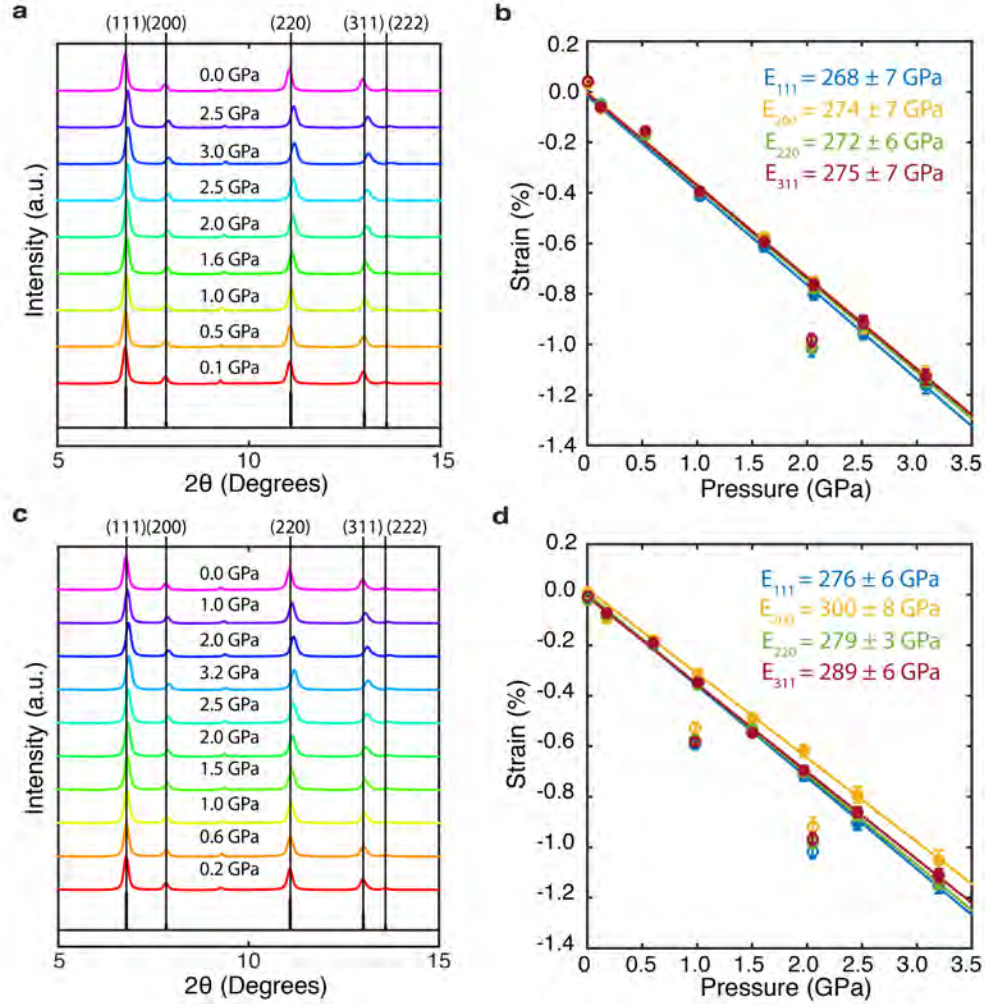 a
(111)(200) (220) (311) (222)
0.0 GPa
2.5 GPa
3.0 GPa
2.5 GPa
2.0 GPa
1.6 GPa
1.0 GPa
0.5 GPa
0.1 GPa
Intensity (a.u.)
5 10 15
2θ (Degrees)
b
0.2
0.0
-0.2
-0.4
-0.6
-0.8
-1.0
-1.2
-1.4
Strain (%)
E111 = 268 ± 7 GPa
E200 = 274 ± 7 GPa
E220 = 272 ± 6 GPa
E311 = 275 ± 7 GPa
0 0.5 1.0 1.5 2.0 2.5 3.0 3.5
Pressure (GPa)
c
(111)(200) (220) (311) (222)
0.0 GPa
1.0 GPa
2.0 GPa
3.2 GPa
2.5 GPa
2.0 GPa
1.5 GPa
1.0 GPa
0.6 GPa
0.2 GPa
Intensity (a.u.)
5 10 15
2θ (Degrees)
d
0.2
0.0
-0.2
-0.4
-0.6
-0.8
-1.0
-1.2
-1.4
Strain (%)
E111 = 276 ± 6 GPa
E200 = 300 ± 8 GPa
E220 = 279 ± 3 GPa
E311 = 289 ± 6 GPa
0 0.5 1.0 1.5 2.0 2.5 3.0 3.5
Pressure (GPa)